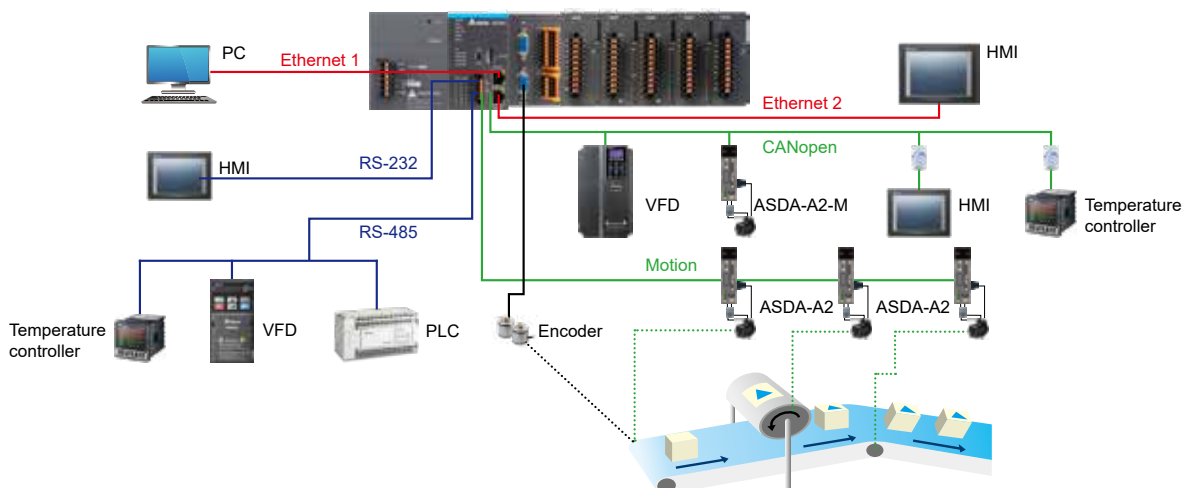 PC
Ethernet 1
HMI
Ethernet 2
CANopen
RS-232
HMI
VFD
ASDA-A2-M
HMI
Temperature
controller
RS-485
Motion
Temperature
controller
VFD
PLC
Encoder
ASDA-A2
ASDA-A2